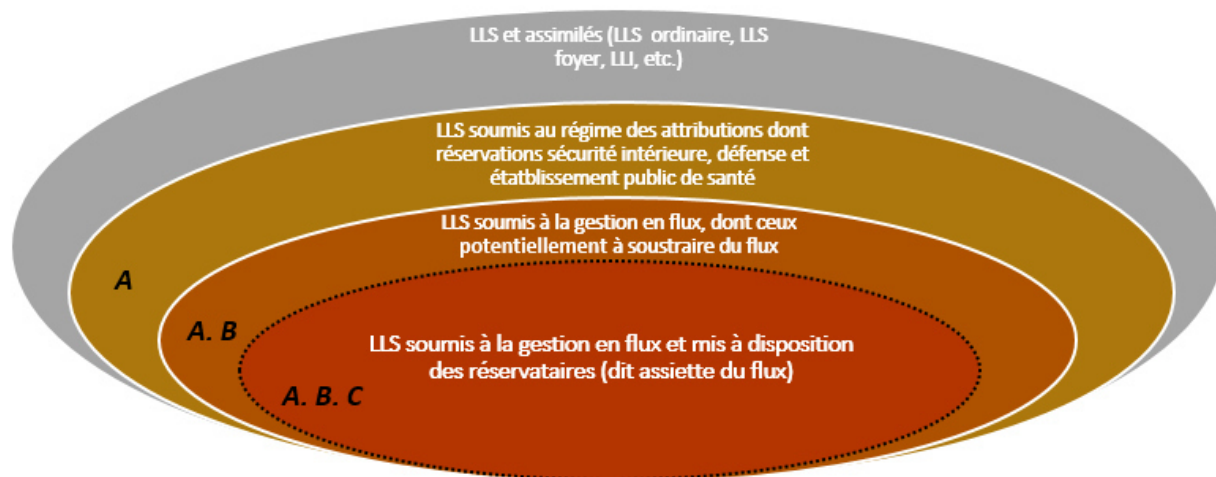 LLS et assimilés (LLS ordinaire, LLS
foyer, LLI, etc.)
LLS soumis au régime des attributions dont
réservations sécurité intérieure, défense et
étatblissement public de santé
LLS soumis à la gestion en flux, dont ceux
potentiellement à soustraire du flux
A
A. B
LLS soumis à la gestion en flux et mis à disposition
des réservataires (dit assiette du flux)
A. B. C